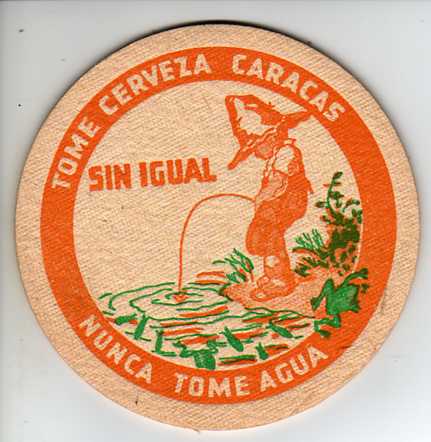 TOME CERVEZA CARACAS
SIN IGUAL
NUNCA TOME AGUA